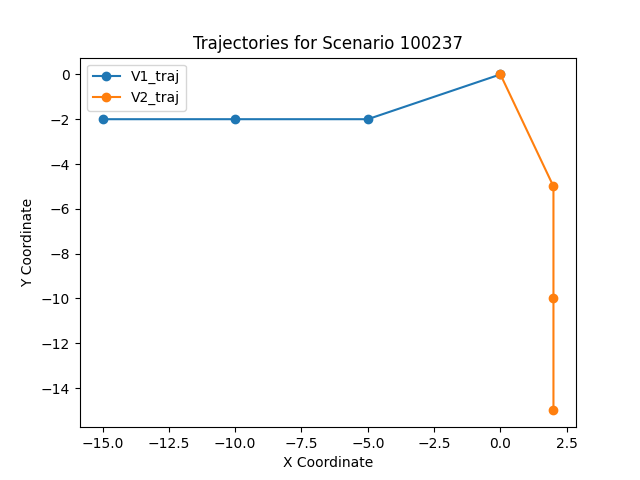 Trajectories for Scenario 100237
V1_traj
V2_traj
0
−2
−4
−6
−8
−10
−12
−14
Y Coordinate
−15.0 −12.5 −10.0 −7.5 −5.0 −2.5 0.0 2.5
X Coordinate